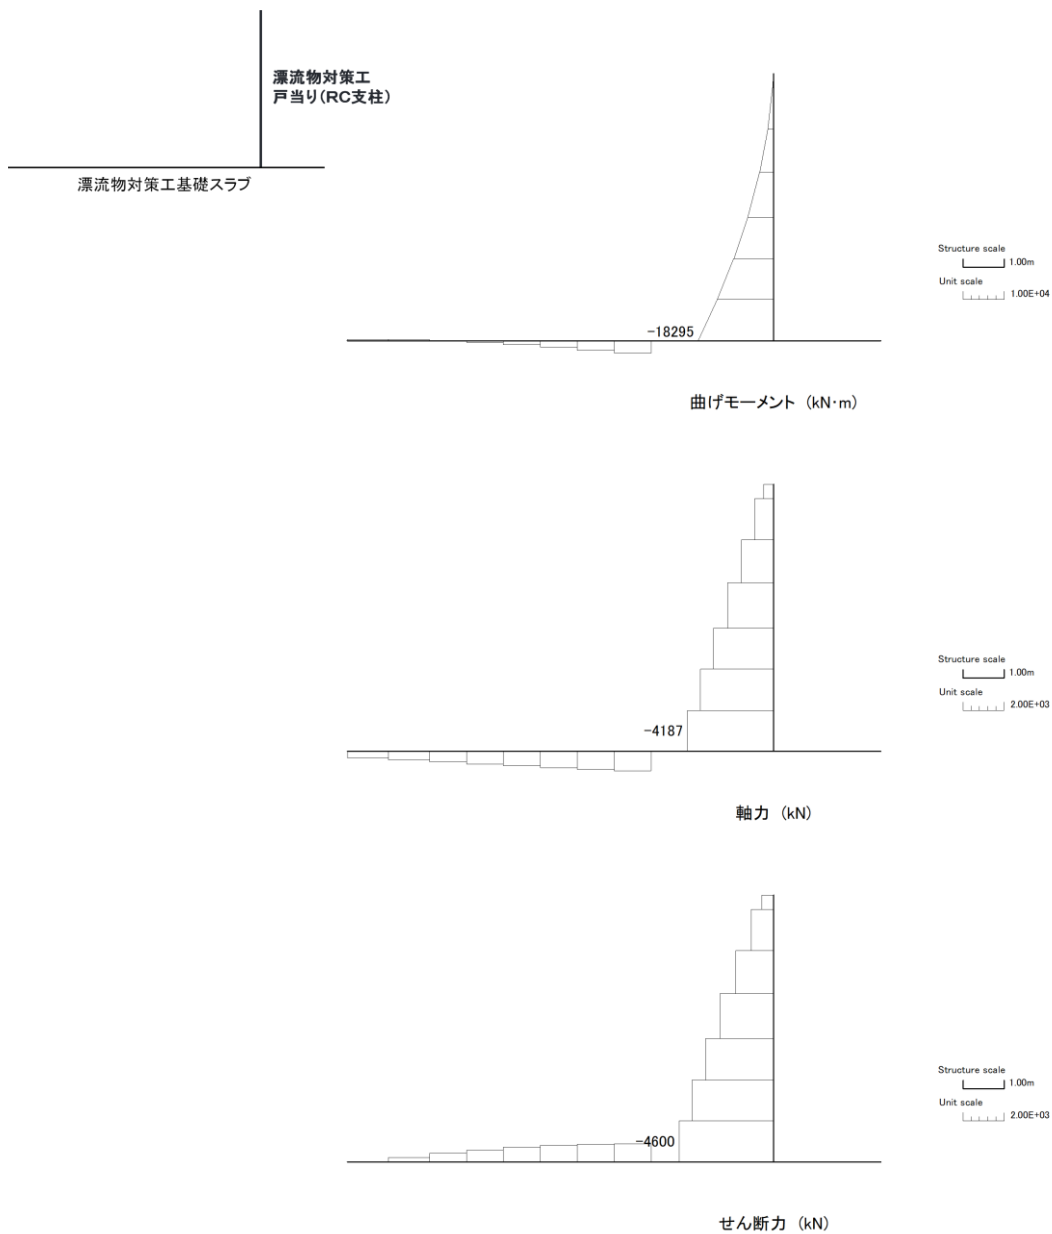 漂流物対策工
戸当り(RC支柱)
漂流物対策工基礎スラブ
Structure scale
1.00m
Unit scale
1.00E+04
-18295
曲げモーメント (kN·m)
Structure scale
1.00m
Unit scale
2.00E+03
-4187
軸力 (kN)
Structure scale
1.00m
Unit scale
2.00E+03
-4600
せん断力 (kN)